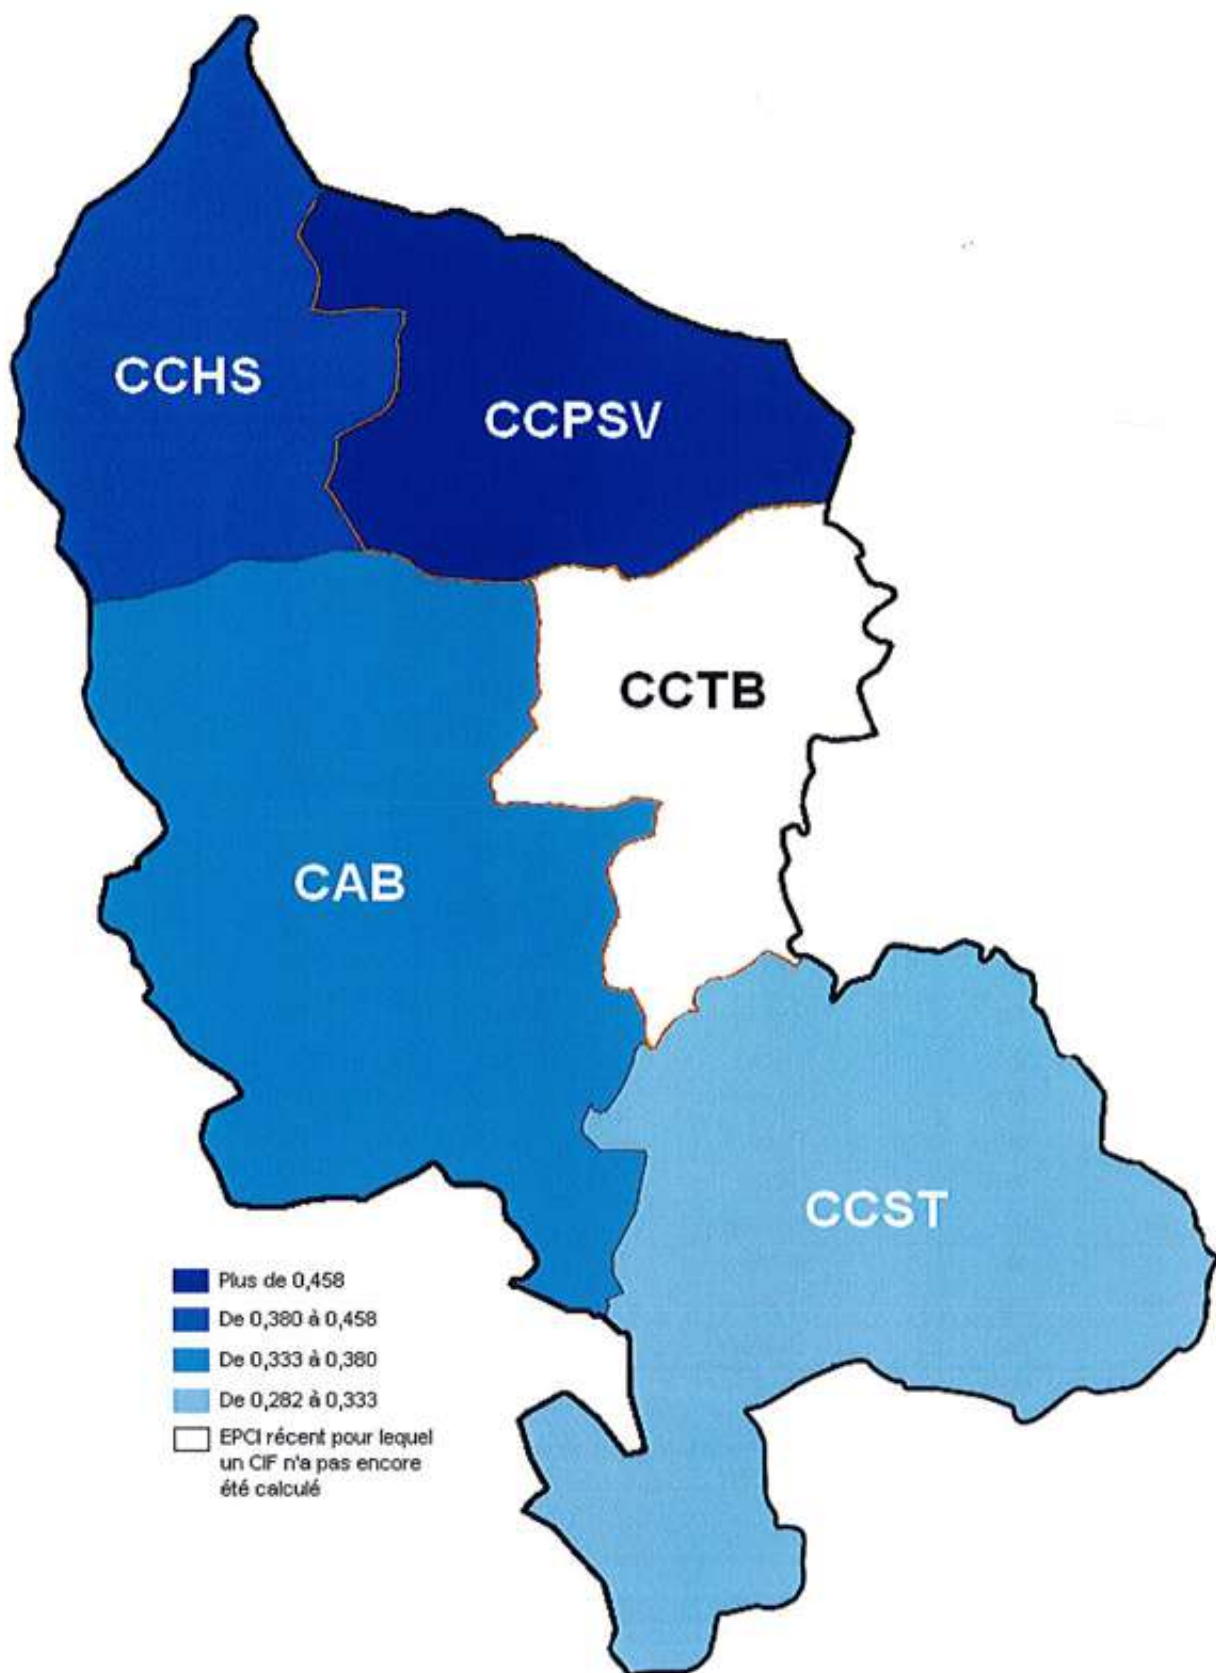 CCHS
CCPSV
CCTB
CAB
CCST
Plus de 0,458
De 0,380 à 0,458
De 0,333 à 0,380
De 0,282 à 0,333
EPCI récent pour lequel
un CIF n'a pas encore
été calculé